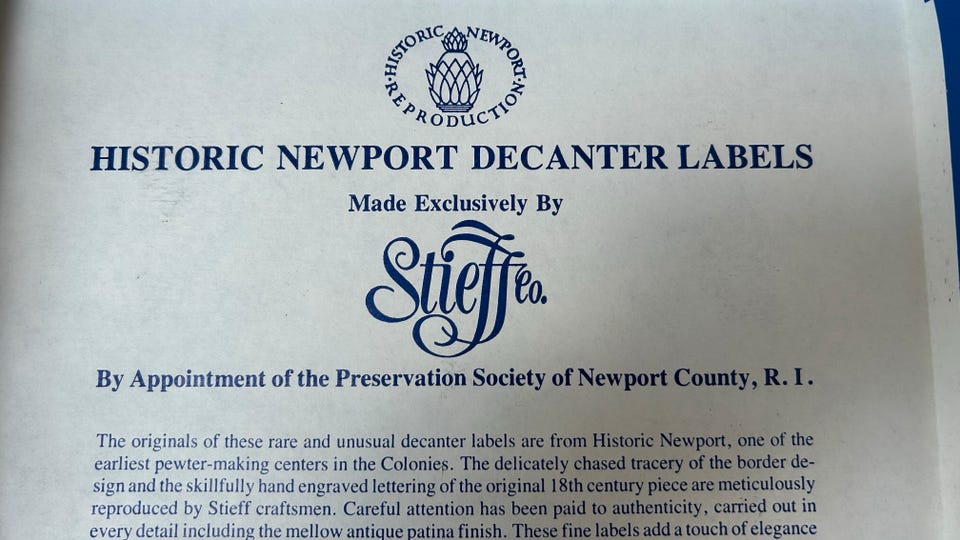 ·HISTORIC NEWPORT·
REPRODUCTION
HISTORIC NEWPORT DECANTER LABELS
Made Exclusively By
Stieff Co.
By Appointment of the Preservation Society of Newport County, R. I.
The originals of these rare and unusual decanter labels are from Historic Newport, one of the
earliest pewter-making centers in the Colonies. The delicately chased tracery of the border de-
sign and the skillfully hand engraved lettering of the original 18th century piece are meticulously
reproduced by Stieff craftsmen. Careful attention has been paid to authenticity, carried out in
every detail including the mellow antique patina finish. These fine labels add a touch of elegance